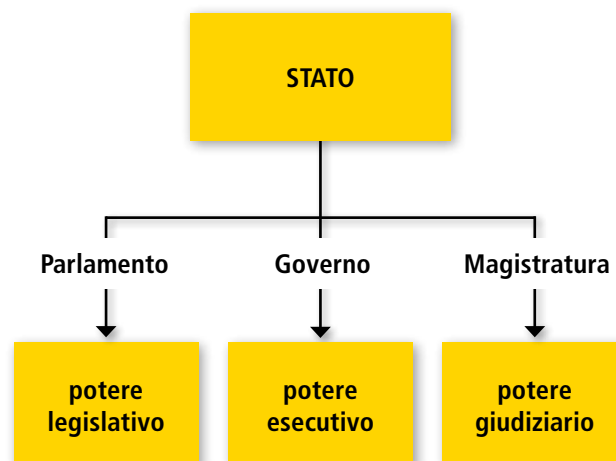 STATO
Parlamento
Governo
Magistratura
potere
legislativo
potere
esecutivo
potere
giudiziario